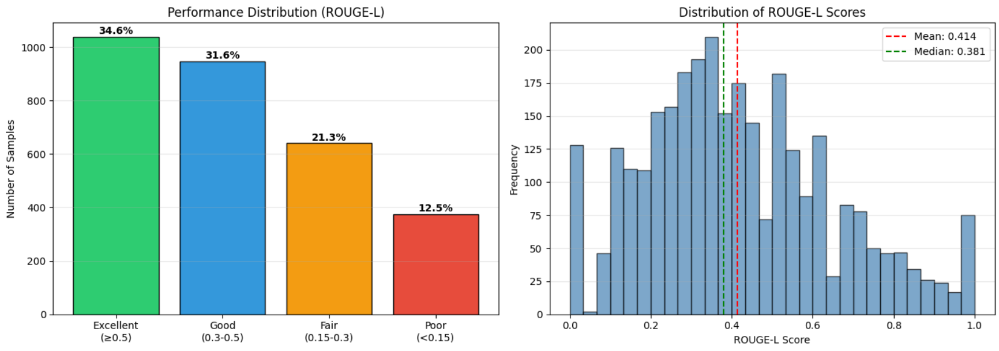 Performance Distribution (ROUGE-L)
Number of Samples
1000
800
600
400
200
0
34.6%
31.6%
21.3%
12.5%
Excellent
(≥0.5)
Good
(0.3-0.5)
Fair
(0.15-0.3)
Poor
(<0.15)
Distribution of ROUGE-L Scores
Mean: 0.414
Median: 0.381
Frequency
200
175
150
125
100
75
50
25
0
0.0
0.2
0.4
0.6
0.8
1.0
ROUGE-L Score